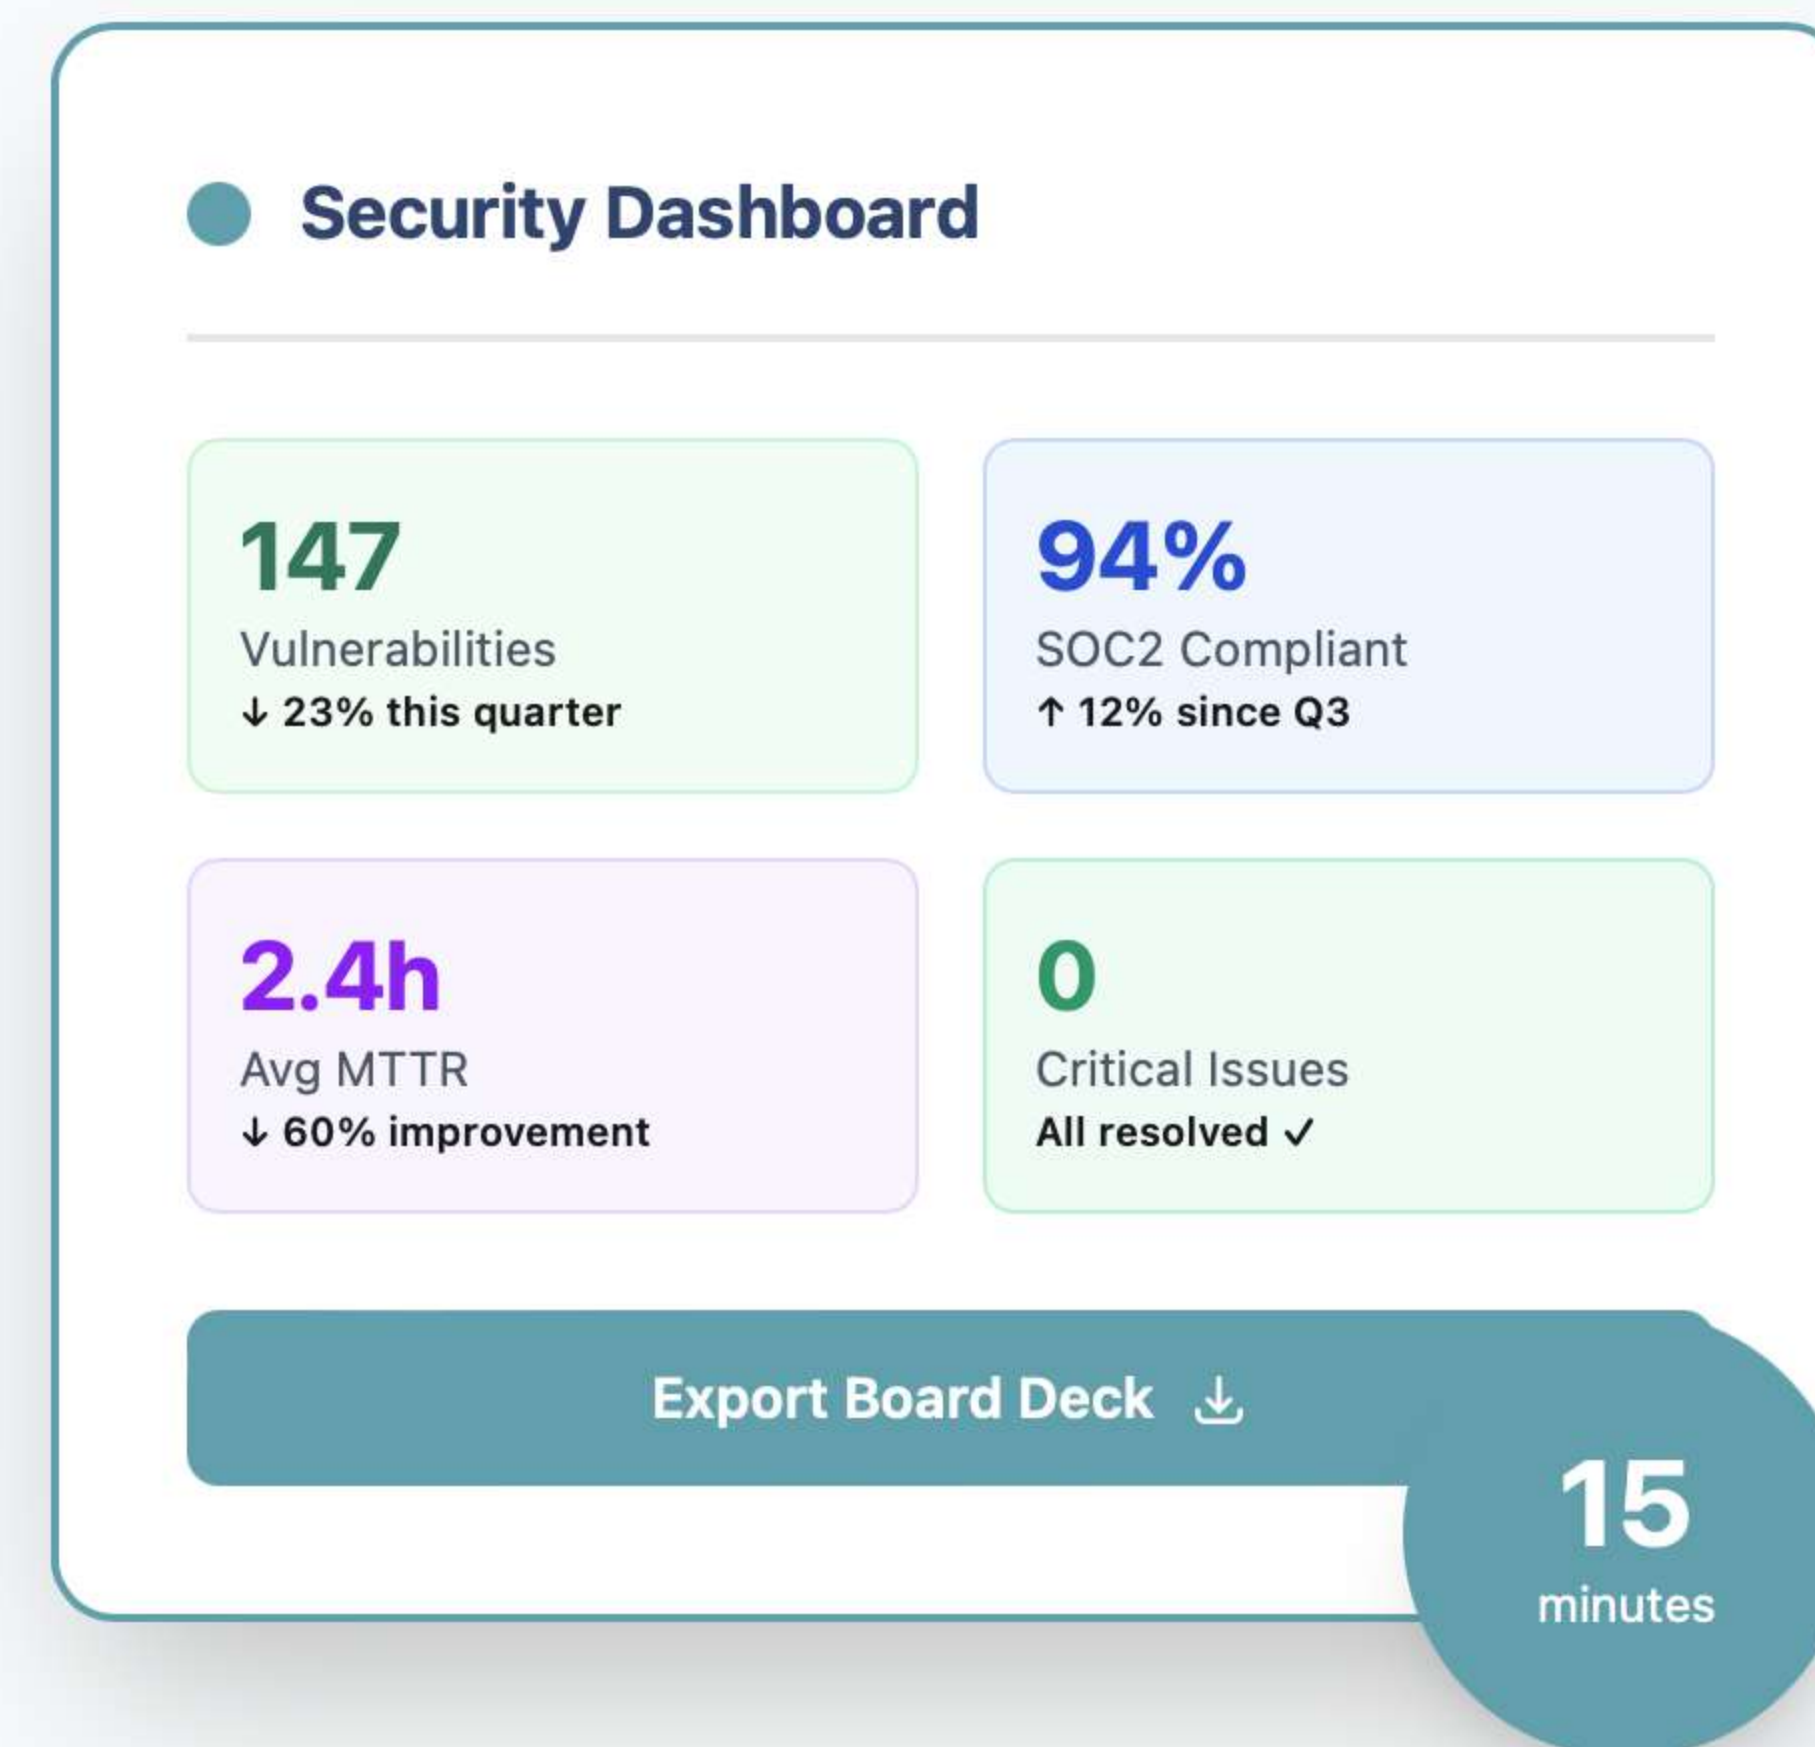 Security Dashboard
147
Vulnerabilities
↓ 23% this quarter
94%
SOC2 Compliant
↑ 12% since Q3
2.4h
Avg MTTR
↓ 60% improvement
0
Critical Issues
All resolved ✓
Export Board Deck
15
minutes